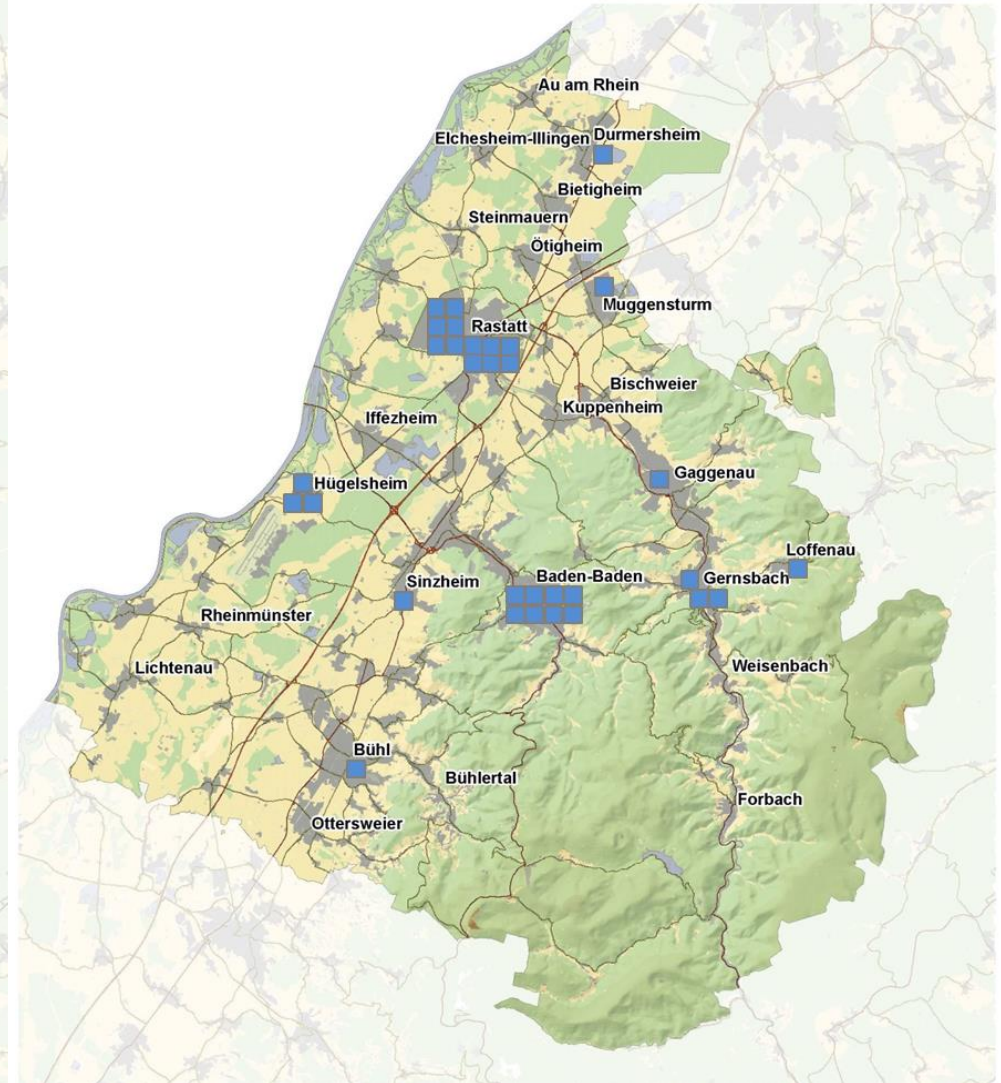 Au am Rhein
Elchesheim-Illingen
Durmersheim
Bietigheim
Steinmauern
Ötigheim
Muggensturm
Rastatt
Bischweier
Kuppenheim
Iffezheim
Gaggenau
Hügelsheim
Loffenau
Sinzheim
Baden-Baden
Gernsbach
Rheinmünster
Lichtenau
Weisenbach
Bühl
Bühlertal
Forbach
Ottersweier